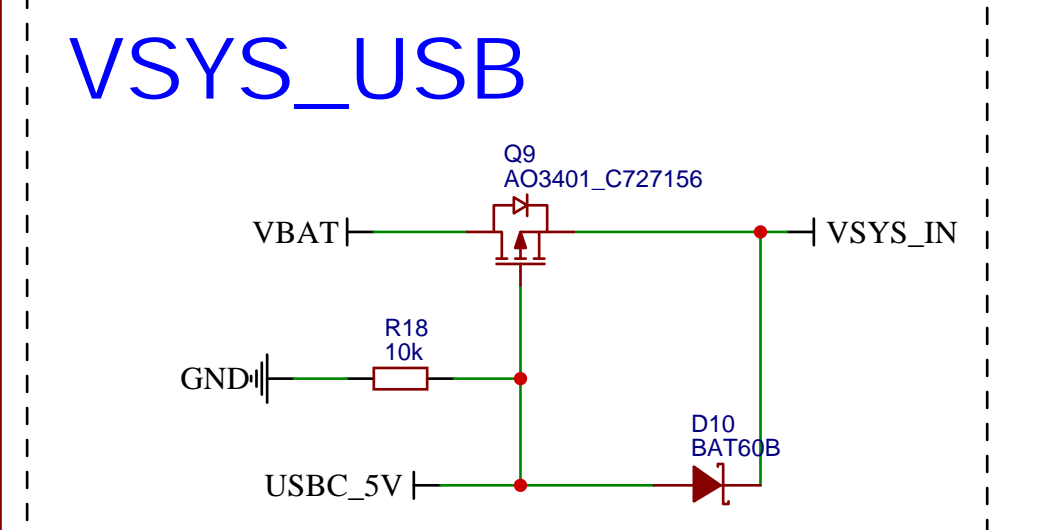 VSYS_USB
Q9
AO3401_C727156
VBAT
VSYS_IN
R18
10k
GND
D10
BAT60B
USBC_5V